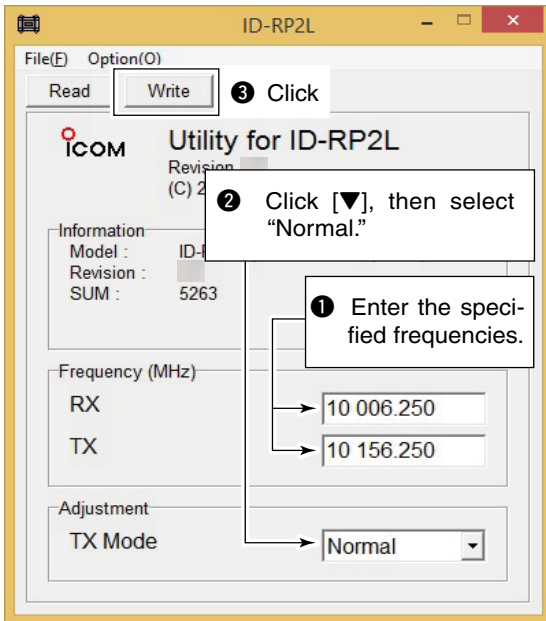 ID-RP2L
File(F) Option(O)
Read Write ❸ Click
ICOM Utility for ID-RP2L
Revision
(C) 2
❷ Click [▼], then select
“Normal.”
Information
Model : ID-
Revision :
SUM : 5263
❶ Enter the speci-
fied frequencies.
Frequency (MHz)
RX 10 006.250
TX 10 156.250
Adjustment
TX Mode Normal